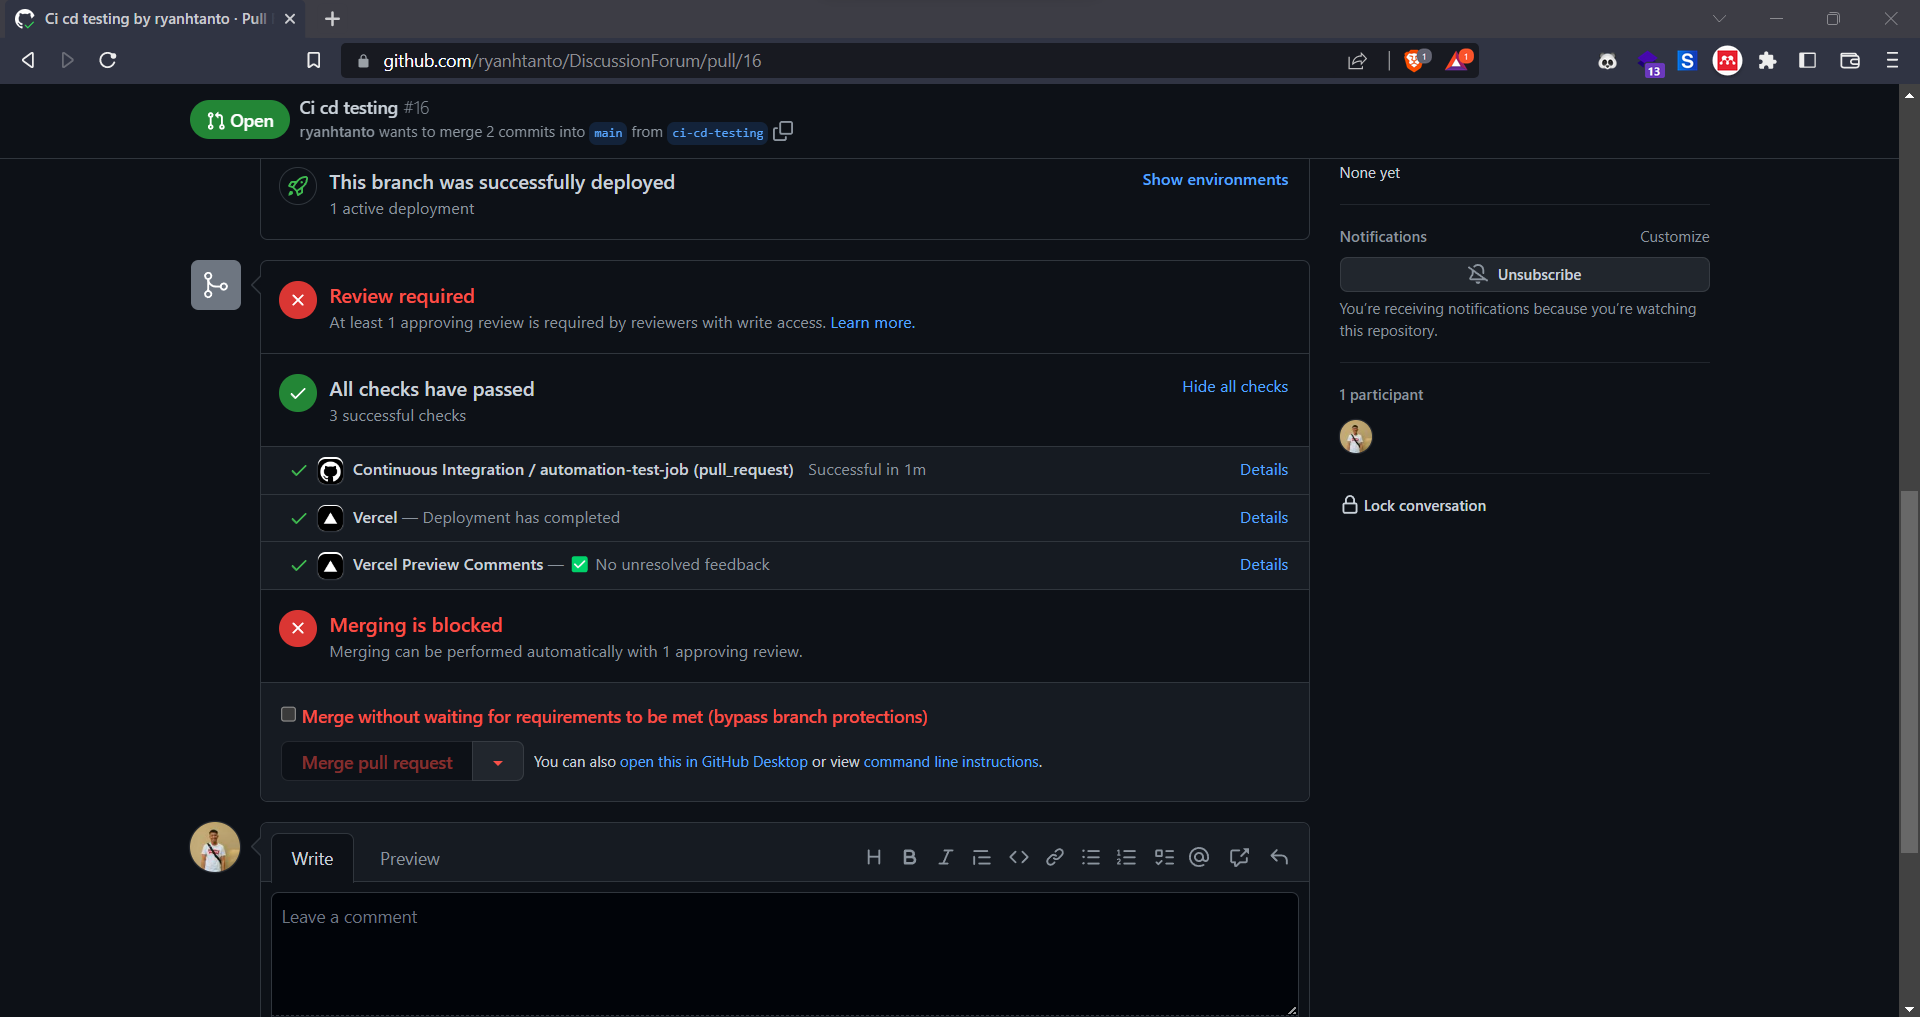 Ci cd testing by ryanhtanto · Pull
github.com/ryanhtanto/DiscussionForum/pull/16
1
1
13
S
Open
Ci cd testing #16
ryanhtanto wants to merge 2 commits into main from ci-cd-testing
This branch was successfully deployed
Show environments
1 active deployment
None yet
Notifications
Customize
Unsubscribe
You're receiving notifications because you're watching
this repository.
Review required
At least 1 approving review is required by reviewers with write access. Learn more.
All checks have passed
Hide all checks
3 successful checks
1 participant
Continuous Integration / automation-test-job (pull_request) Successful in 1m
Details
Vercel — Deployment has completed
Details
Vercel Preview Comments — ✅ No unresolved feedback
Details
Lock conversation
Merging is blocked
Merging can be performed automatically with 1 approving review.
Merge without waiting for requirements to be met (bypass branch protections)
Merge pull request
You can also open this in GitHub Desktop or view command line instructions.
Write
Preview
Leave a comment